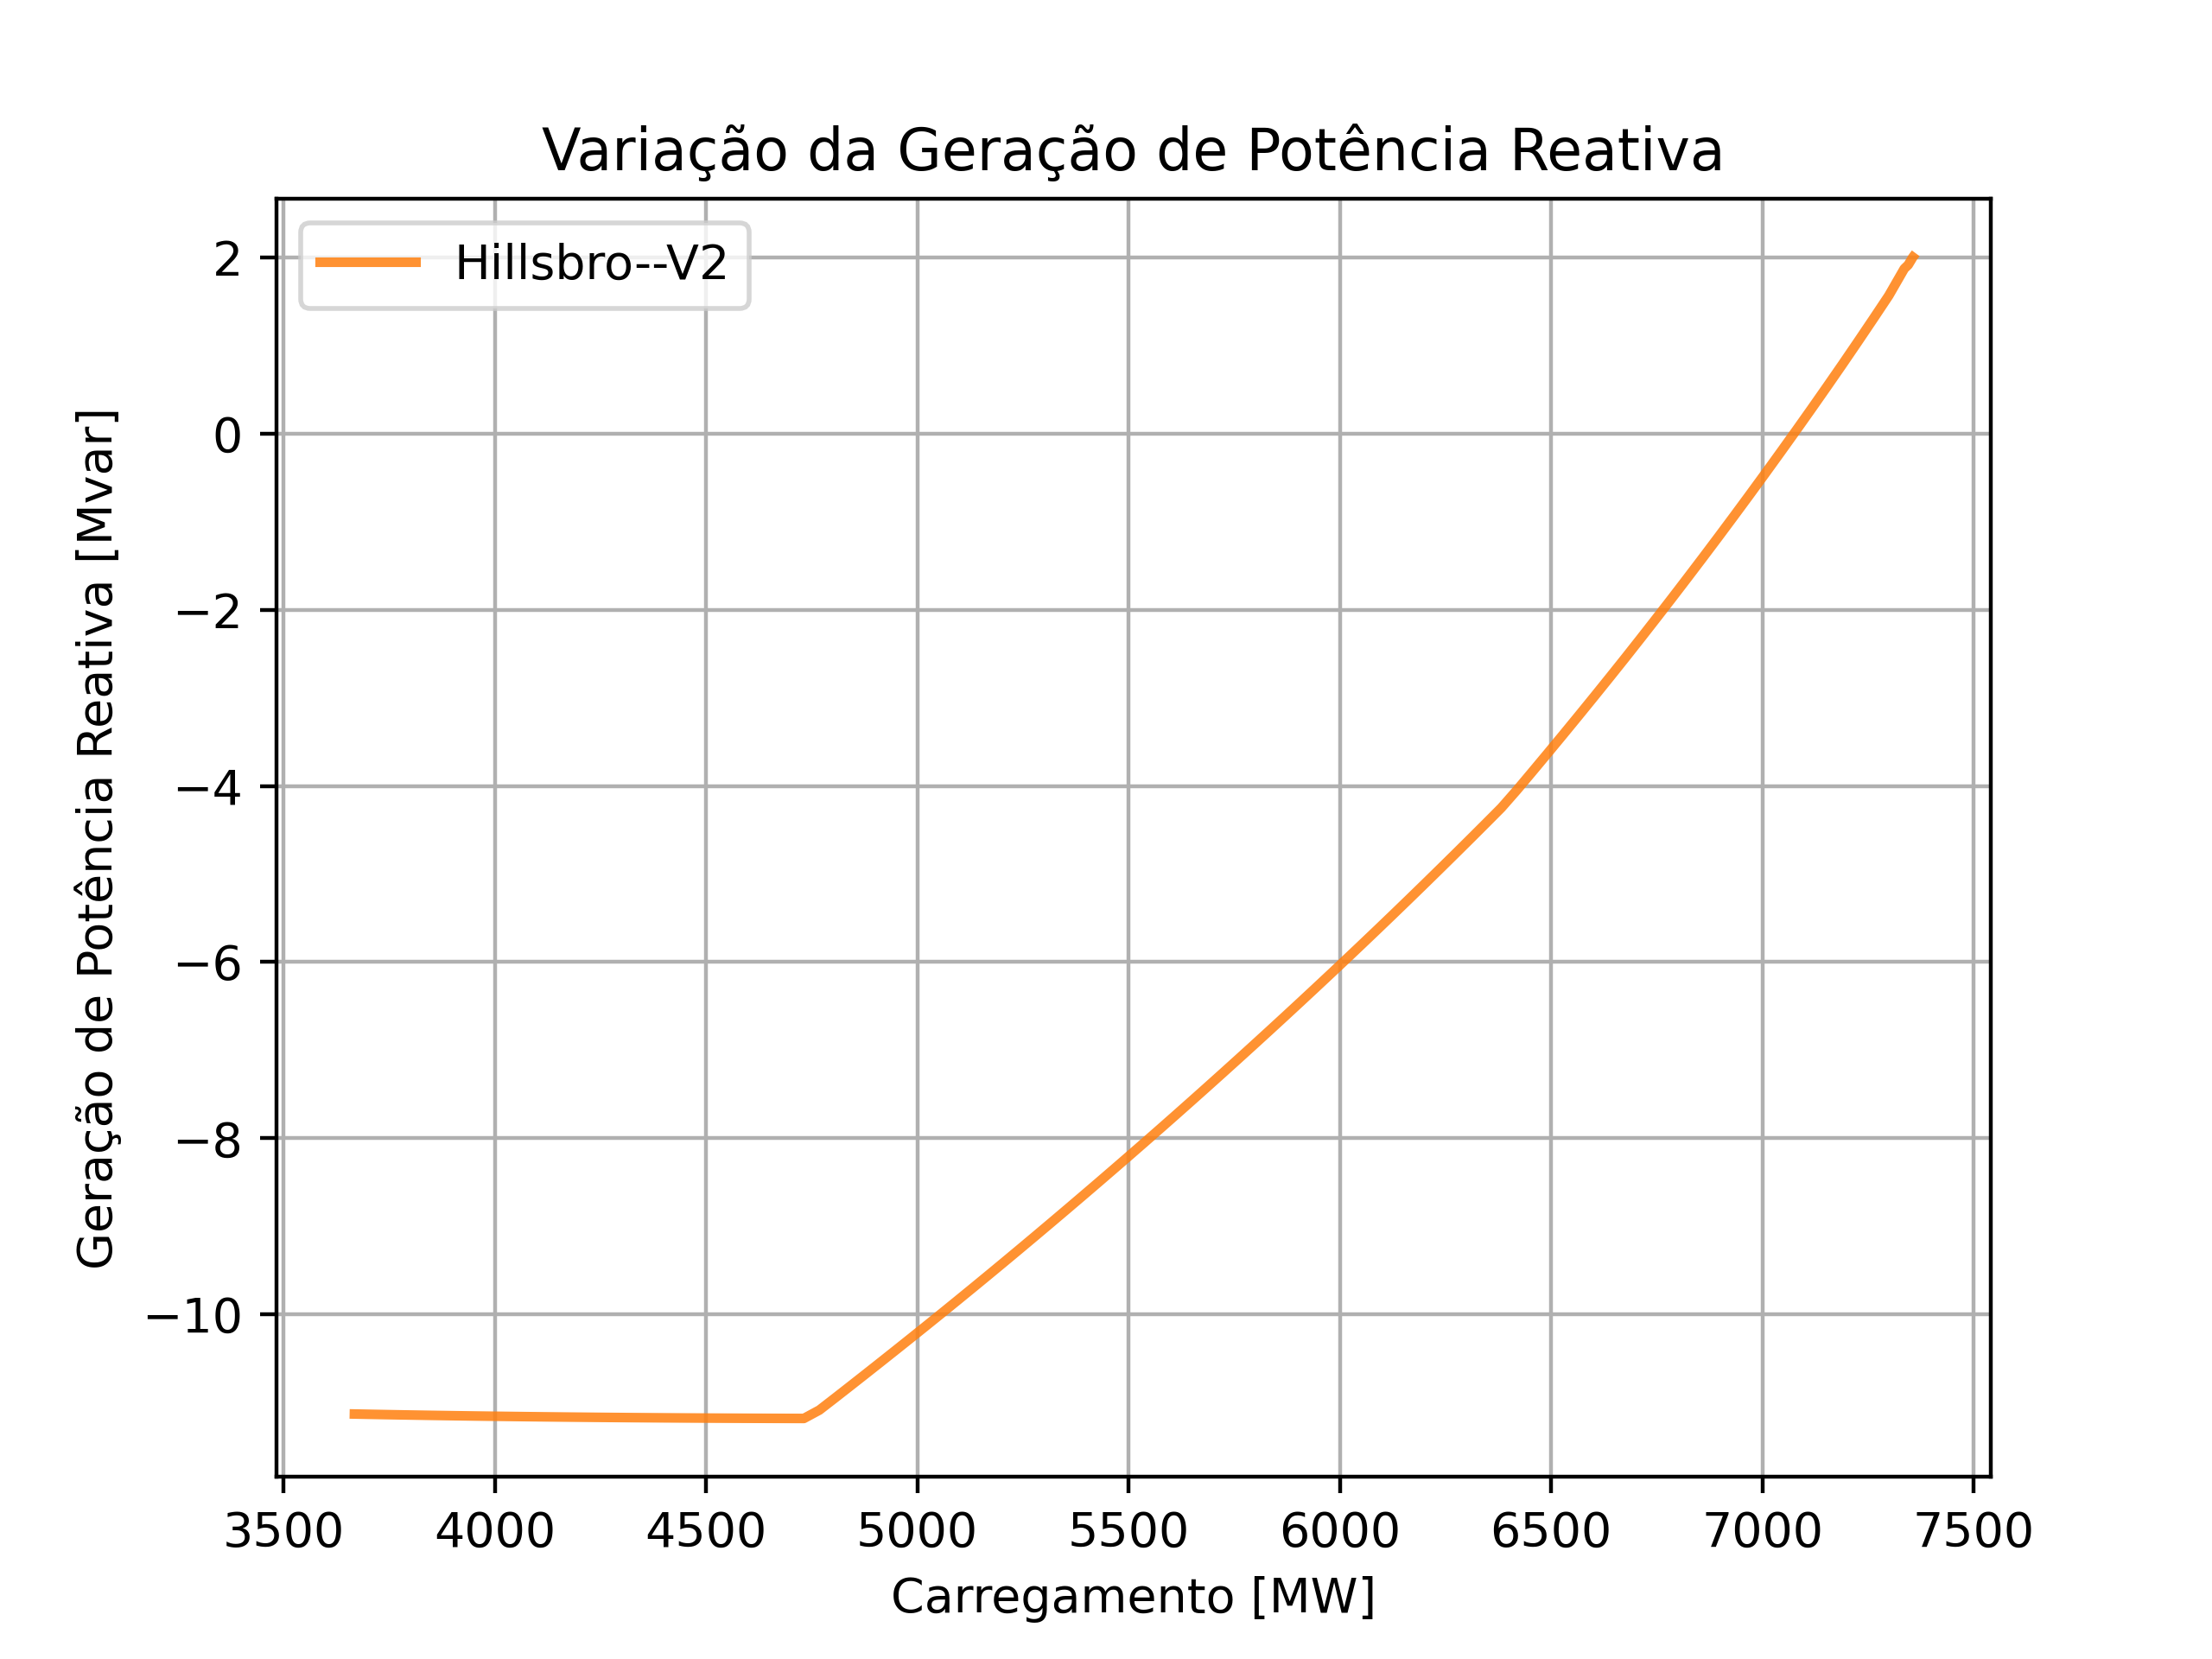 Variação da Geração de Potência Reativa
Hillsbro--V2
Geração de Potência Reativa [Mvar]
2
0
−2
−4
−6
−8
−10
3500 4000 4500 5000 5500 6000 6500 7000 7500
Carregamento [MW]